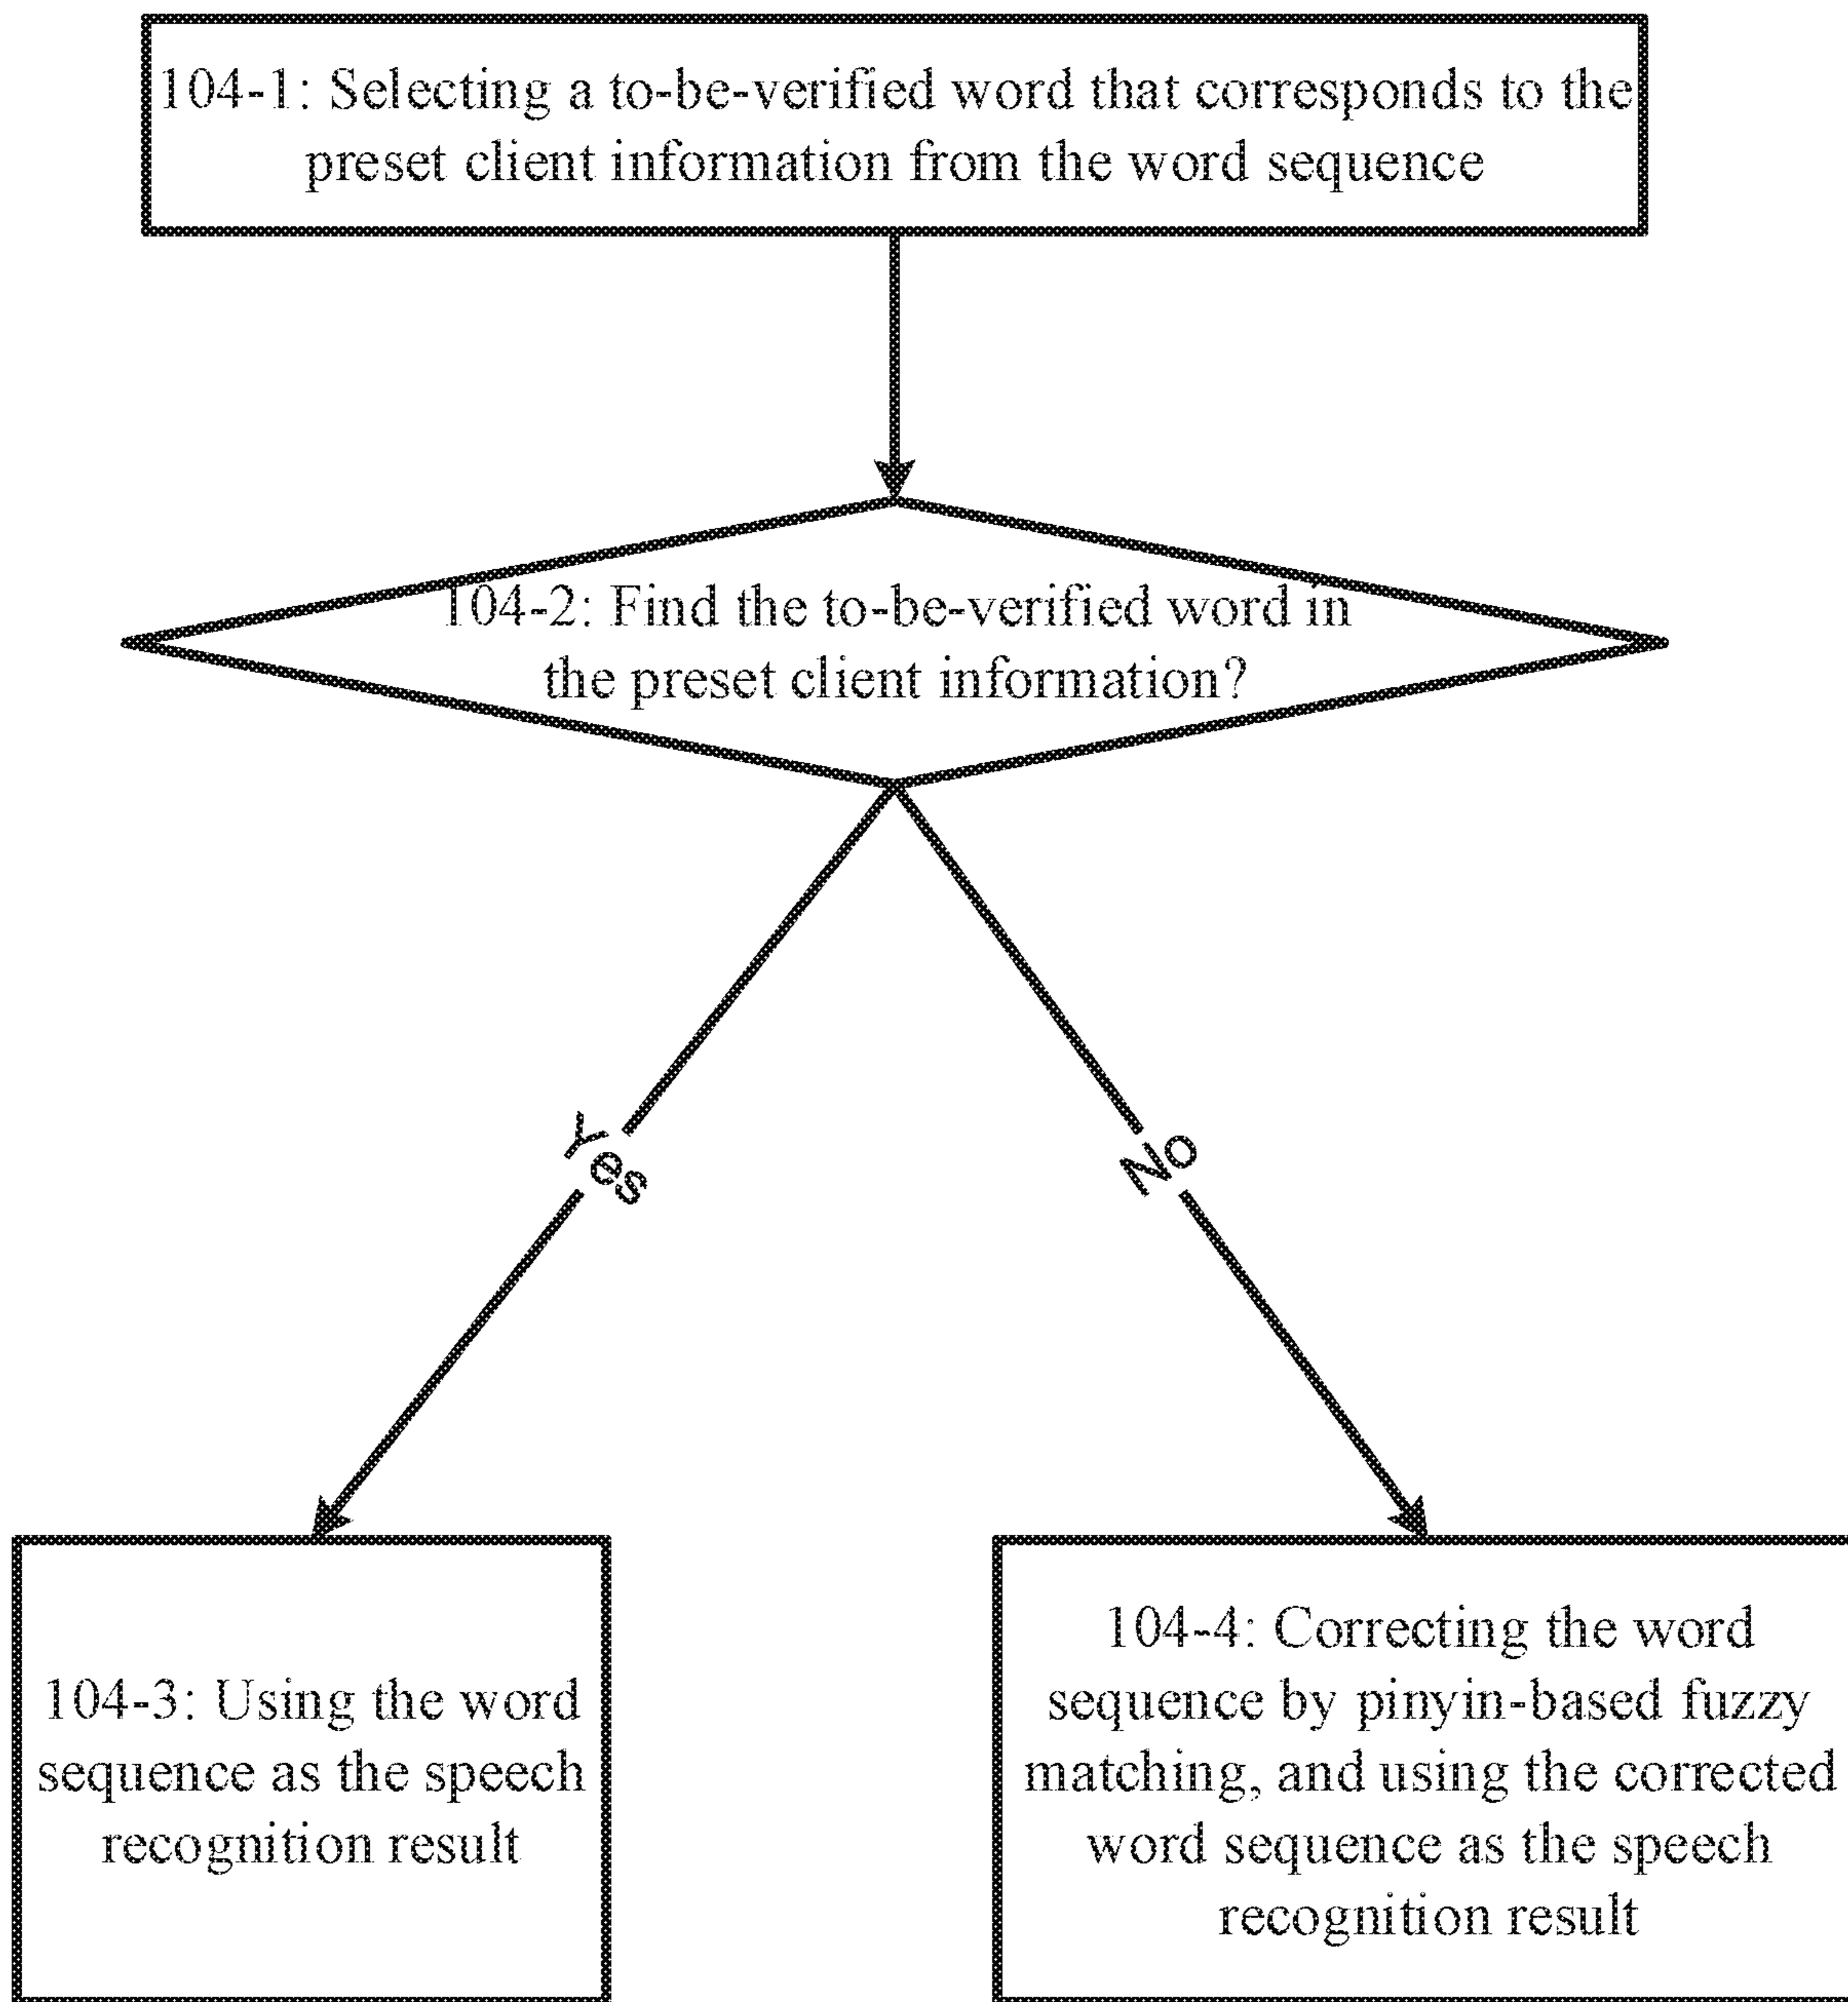 104-1: Selecting a to-be-verified word that corresponds to the
preset client information from the word sequence
104-2: Find the to-be-verified word in
the preset client information?
Yes
No
104-3: Using the word
sequence as the speech
recognition result
104-4: Correcting the word
sequence by pinyin-based fuzzy
matching, and using the corrected
word sequence as the speech
recognition result